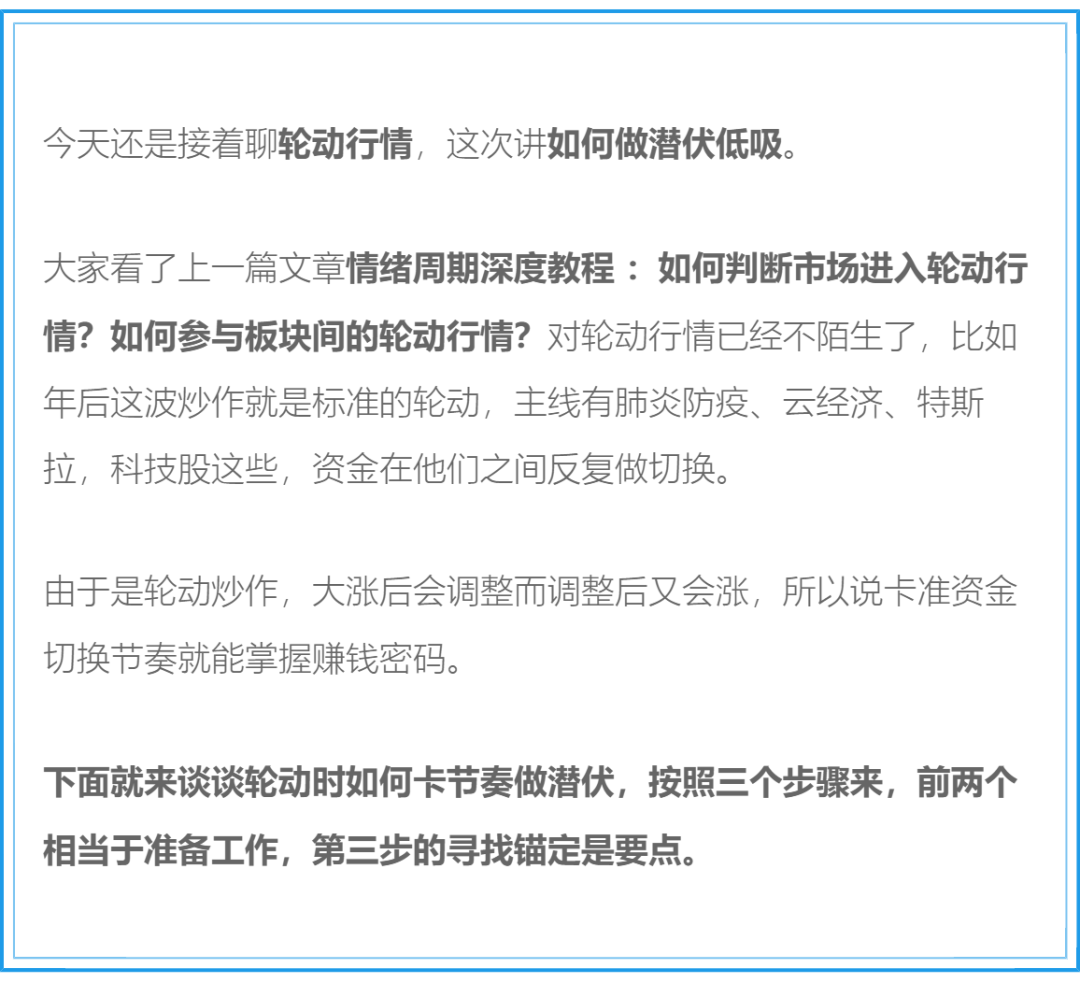 今天还是接着聊轮动行情，这次讲如何做潜伏低吸。
大家看了上一篇文章情绪周期深度教程 ：如何判断市场进入轮动行
情？如何参与板块间的轮动行情？对轮动行情已经不陌生了，比如
年后这波炒作就是标准的轮动，主线有肺炎防疫、云经济、特斯
拉，科技股这些，资金在他们之间反复做切换。
由于是轮动炒作，大涨后会调整而调整后又会涨，所以说卡准资金
切换节奏就能掌握赚钱密码。
下面就来谈谈轮动时如何卡节奏做潜伏，按照三个步骤来，前两个
相当于准备工作，第三步的寻找锚定是要点。